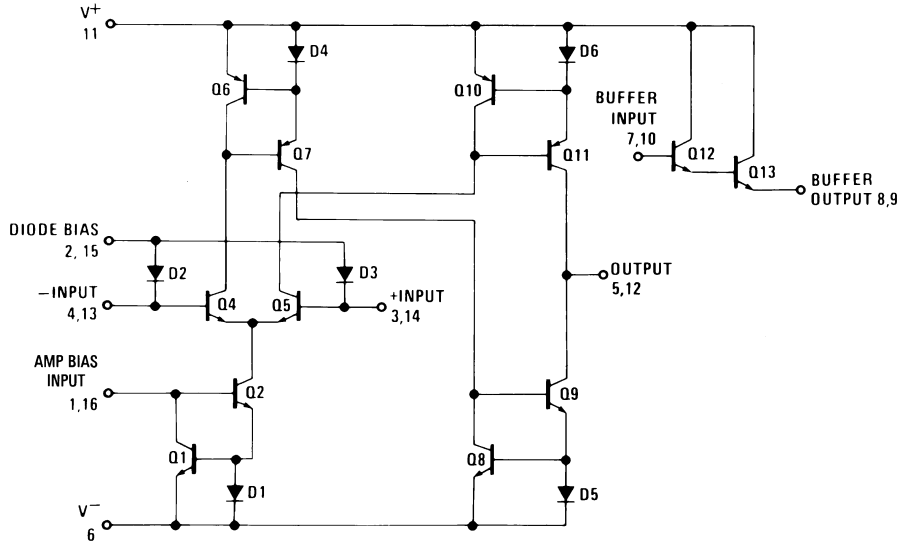 V+
11
D4
D6
Q6
Q10
BUFFER
INPUT
7,10
Q7
Q11
Q12
Q13
BUFFER
OUTPUT 8,9
DIODE BIAS
2, 15
D2
D3
−INPUT
4,13
Q4
Q5
+INPUT
3,14
OUTPUT
5,12
AMP BIAS
INPUT
1,16
Q2
Q9
Q1
Q8
D1
D5
V−
6